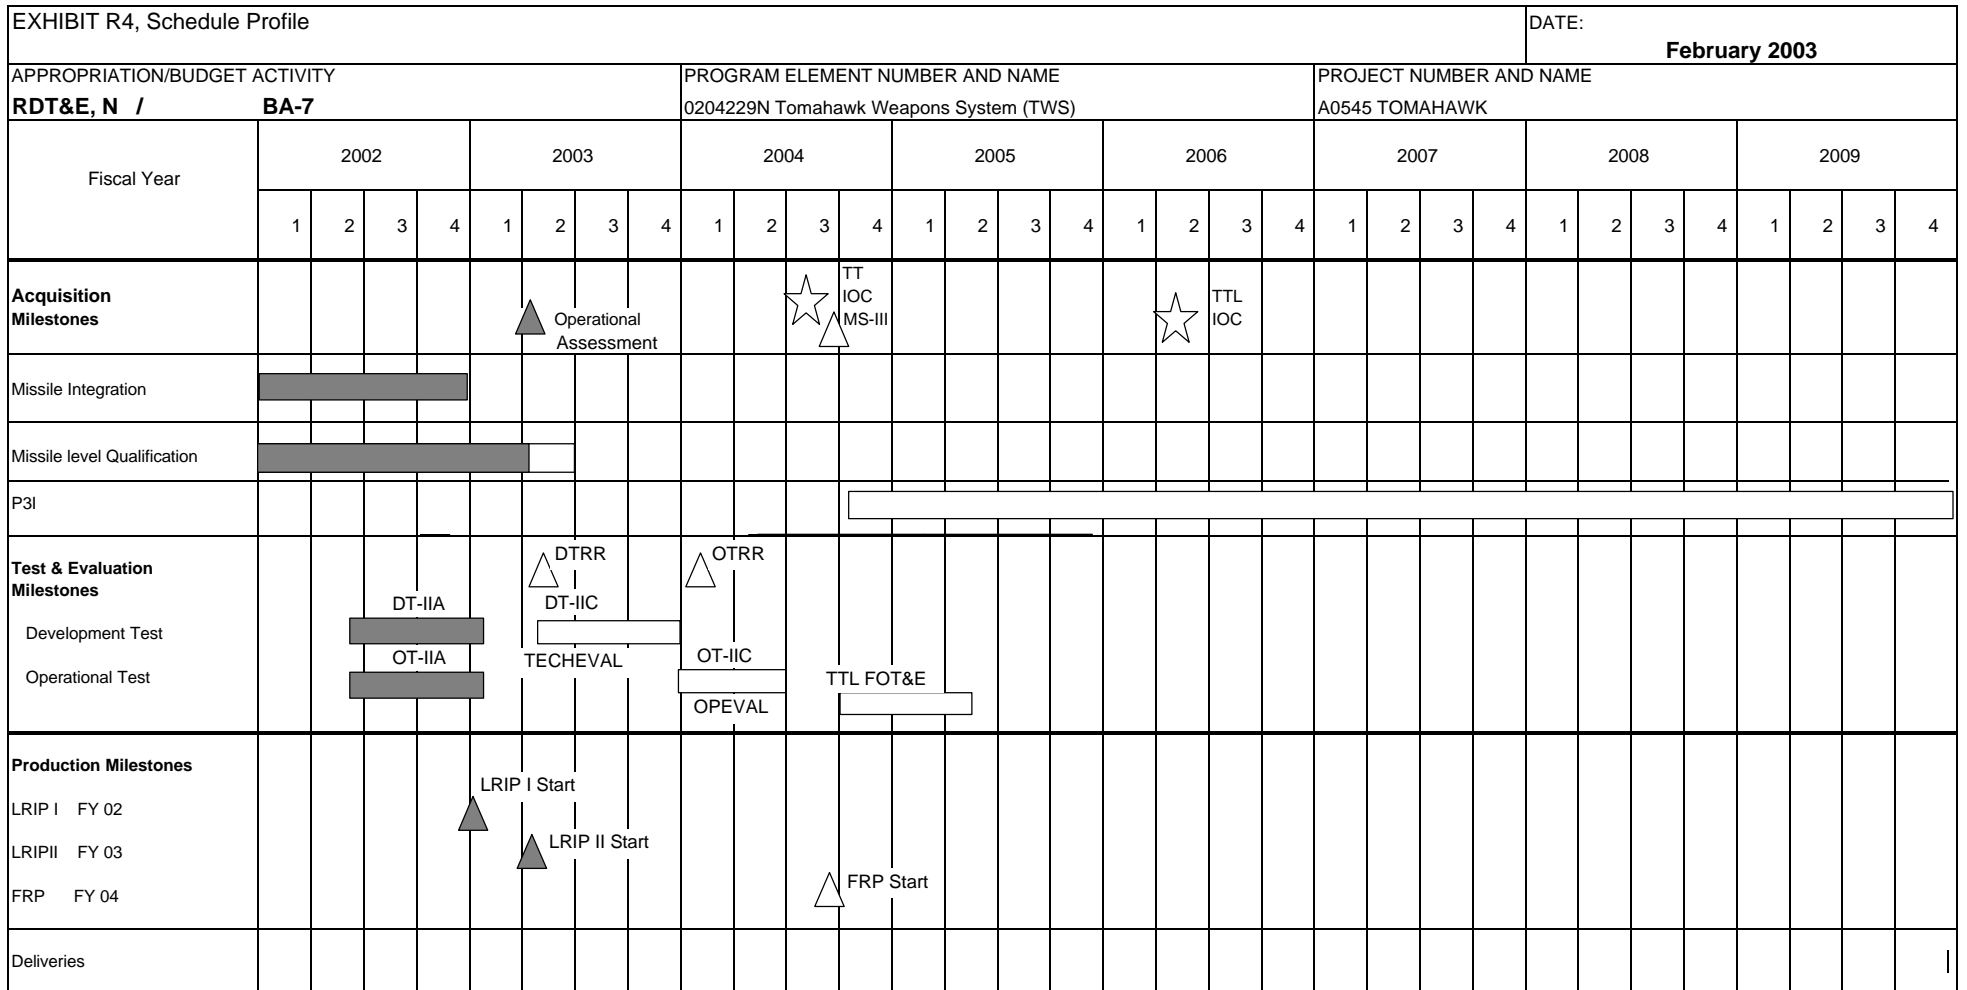 EXHIBIT R4, Schedule Profile
DATE:
February 2003
APPROPRIATION/BUDGET ACTIVITY
PROGRAM ELEMENT NUMBER AND NAME
PROJECT NUMBER AND NAME
RDT&E, N / BA-7
0204229N Tomahawk Weapons System (TWS)
A0545 TOMAHAWK
Fiscal Year
2002 2003 2004 2005 2006 2007 2008 2009
1 2 3 4 1 2 3 4 1 2 3 4 1 2 3 4 1 2 3 4 1 2 3 4 1 2 3 4 1 2 3 4
Acquisition
Milestones
Operational
Assessment
TT
IOC
MS-III
TTL
IOC
Missile Integration
Missile level Qualification
P3I
Test & Evaluation
Milestones
DTRR
OTRR
DT-IIA
DT-IIC
Development Test
OT-IIA
TECHEVAL
OT-IIC
Operational Test
TTL FOT&E
OPEVAL
Production Milestones
LRIP I Start
LRIP I FY 02
LRIP II Start
LRIPII FY 03
FRP Start
FRP FY 04
Deliveries